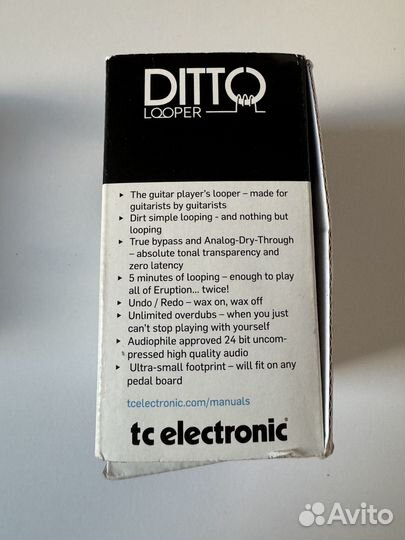 DITTO
LOOPER
▸ The guitar player's looper – made for
guitarists by guitarists
▸ Dirt simple looping - and nothing but
looping
▸ True bypass and Analog-Dry-Through
– absolute tonal transparency and
zero latency
▸ 5 minutes of looping – enough to play
all of Eruption... twice!
▸ Undo / Redo – wax on, wax off
▸ Unlimited overdubs – when you just
can't stop playing with yourself
▸ Audiophile approved 24 bit uncom-
pressed high quality audio
▸ Ultra-small footprint – will fit on any
pedal board
tcelectronic.com/manuals
tc electronic®
Avito